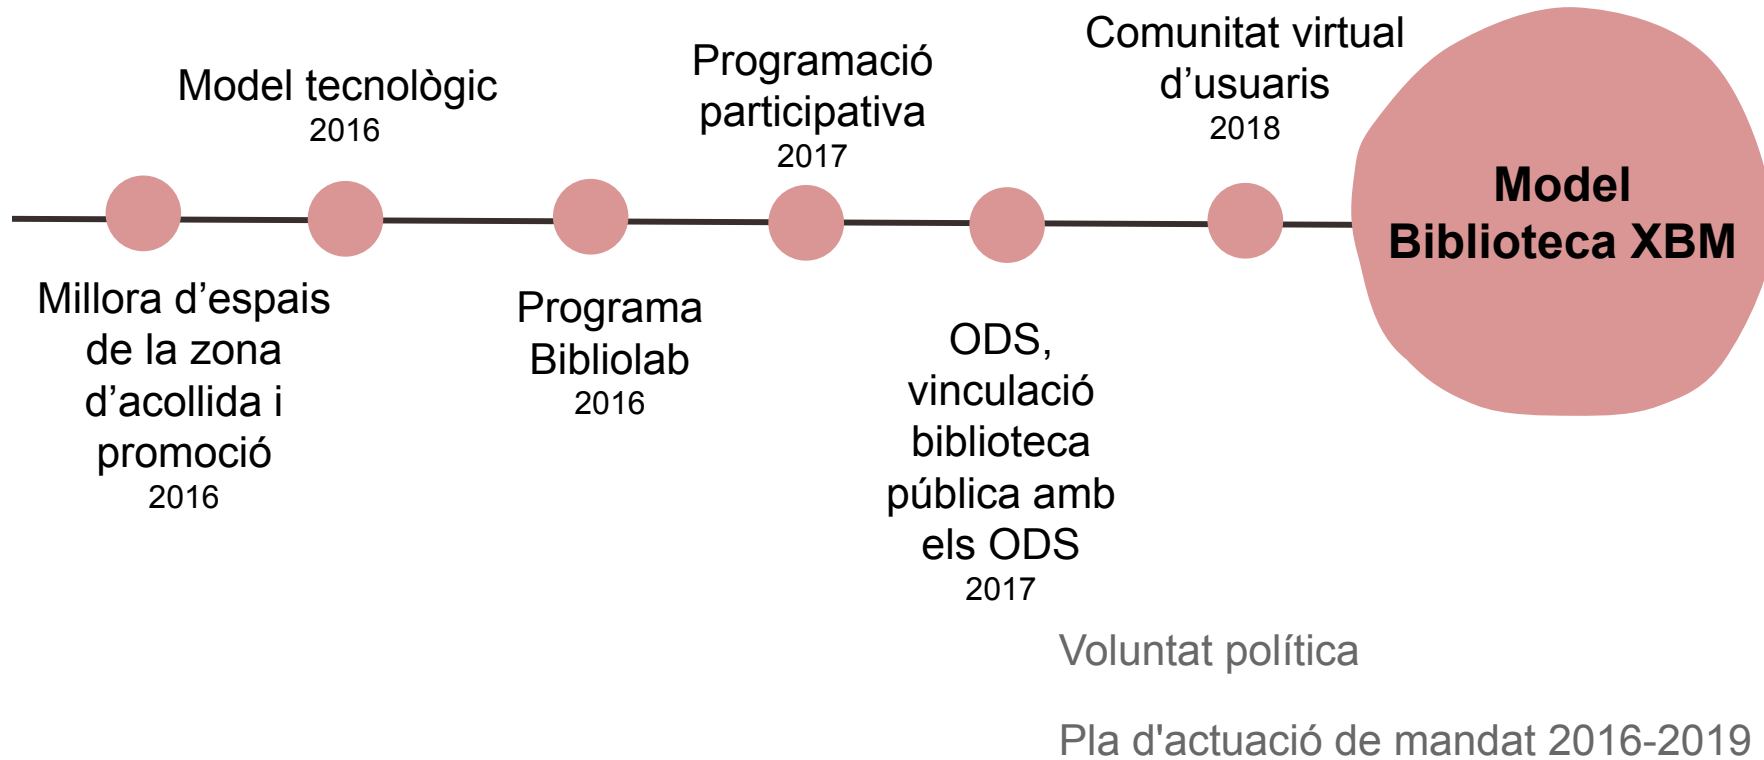 Millora d’espais
de la zona
d’acollida i
promoció
2016
Model tecnològic
2016
Programa
Bibliolab
2016
Programació
participativa
2017
ODS,
vinculació
biblioteca
pública amb
els ODS
2017
Comunitat virtual
d’usuaris
2018
Model
Biblioteca XBM
Voluntat política
Pla d'actuació de mandat 2016-2019